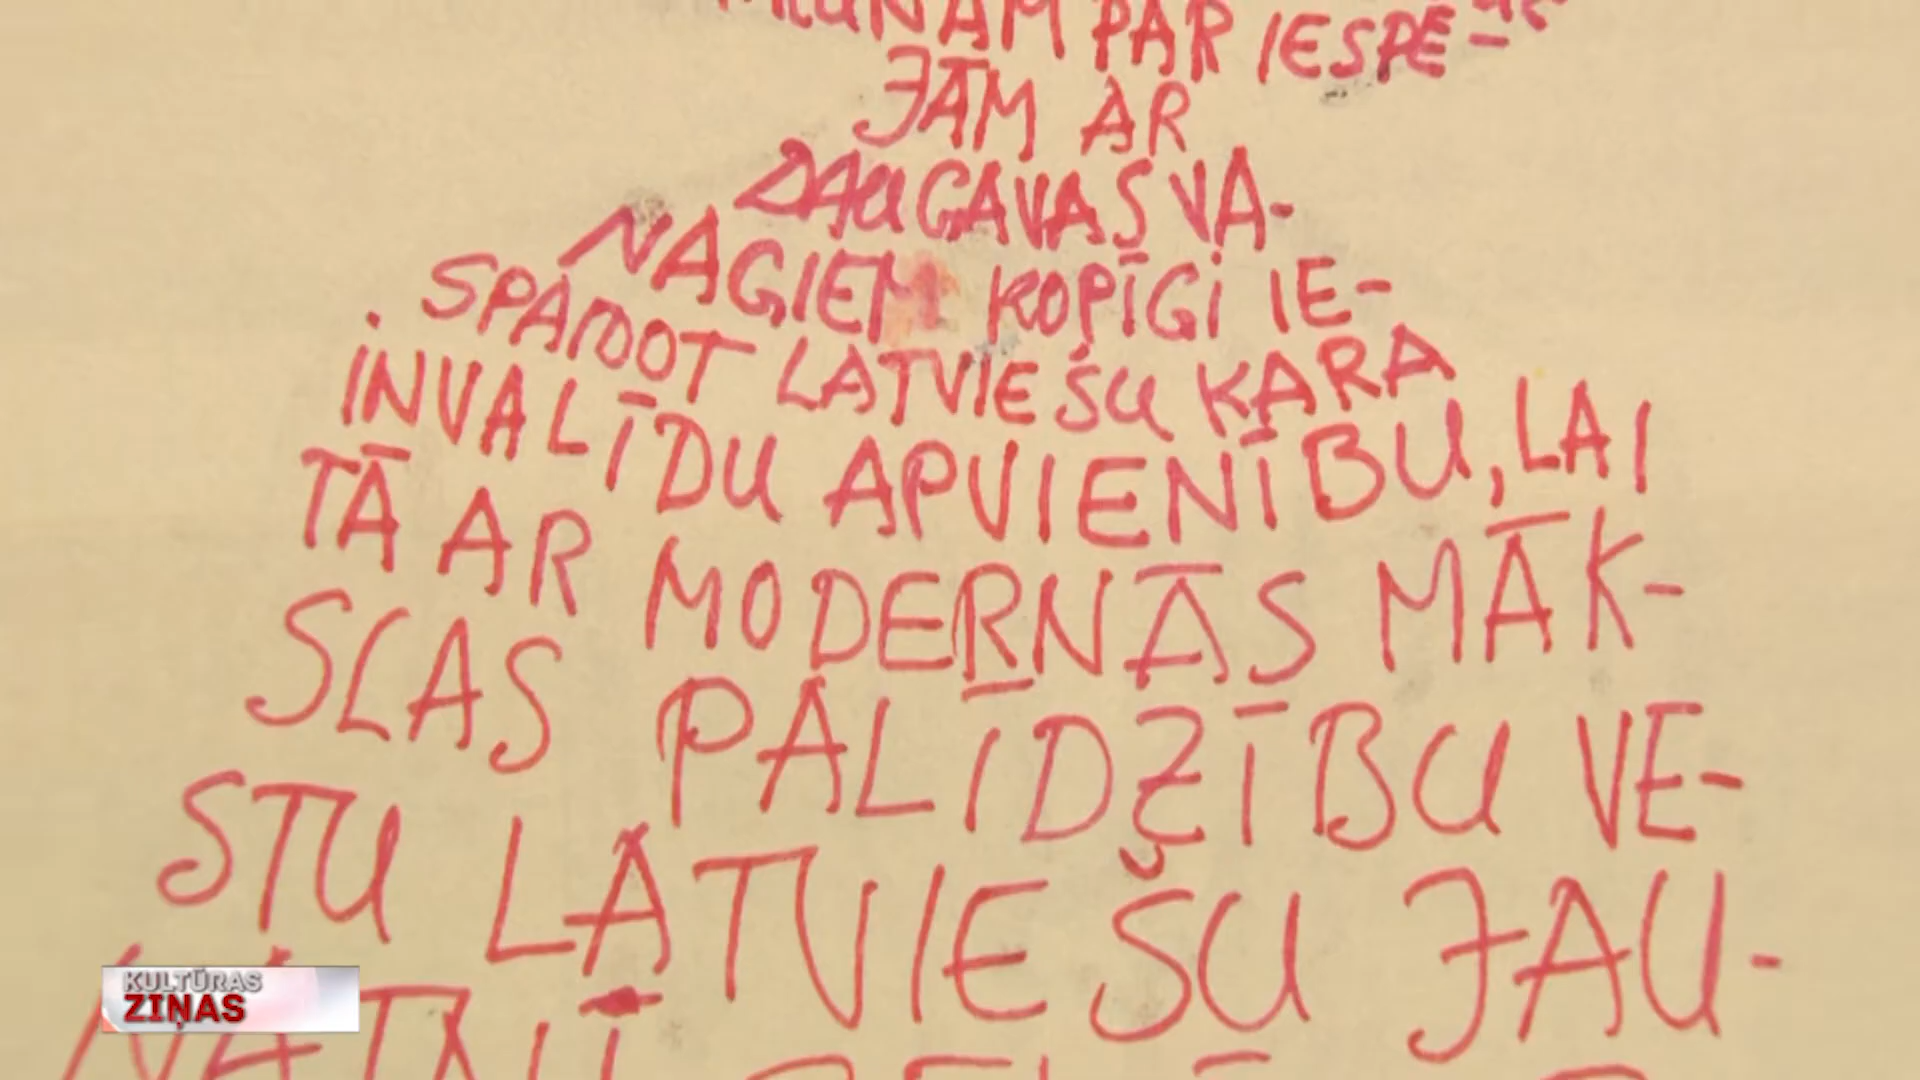 PAR IESPĒ-
JĀM AR
DAUGAVAS VA-
NAGIEM KOPĪGI IE-
SPAIDOT LATVIEŠU KARA
INVALĪDU APVIENĪBU, LAI
TĀ AR MODERNĀS MĀK-
SLAS PALĪDZĪBU VE-
STU LATVIEŠU JAU-
KULTŪRAS
ZIŅAS